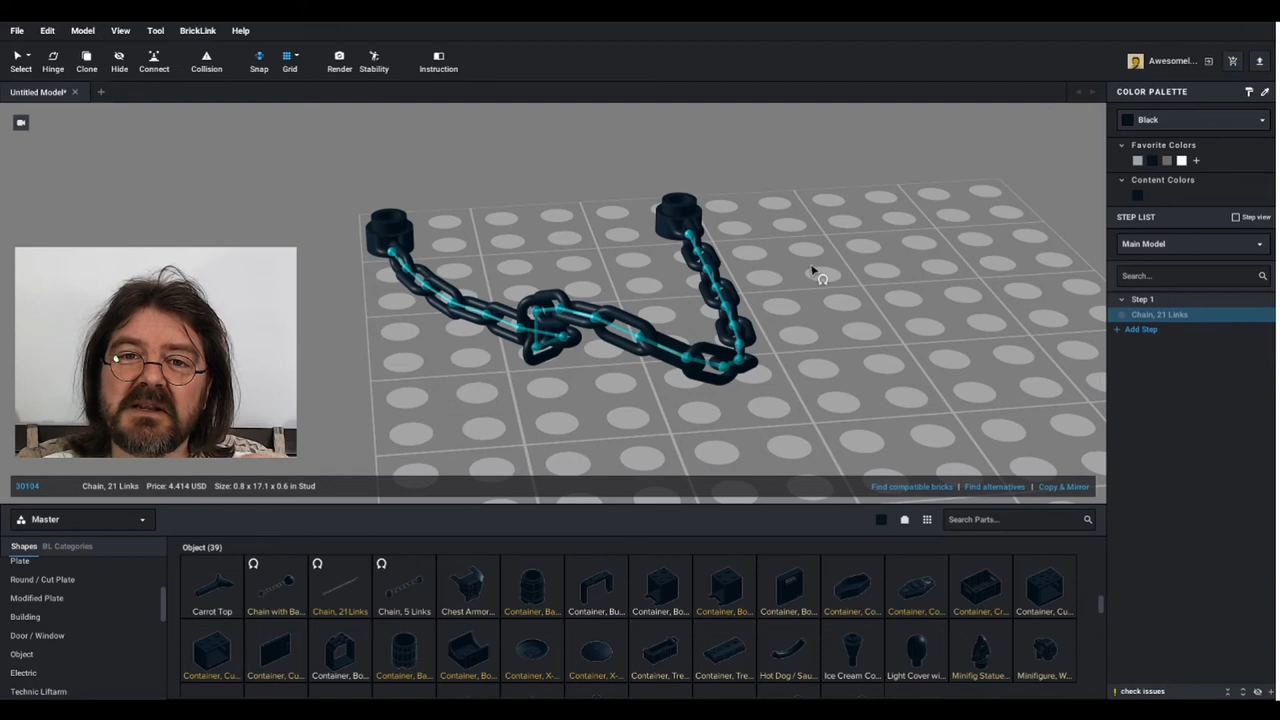 File Edit Model View Tool BrickLink Help
Select Hinge Clone Hide Connect Collision Snap Grid Render Stability Instruction
Awesomel...
Untitled Model*
COLOR PALETTE
Black
Favorite Colors
Content Colors
STEP LIST
Step view
Main Model
Search...
Step 1
Chain, 21 Links
+ Add Step
30104 Chain, 21 Links Price: 4.414 USD Size: 0.8 x 17.1 x 0.6 in Stud
Find compatible bricks | Find alternatives | Copy & Mirror
Master
Search Parts...
Shapes BL Categories
Plate
Round / Cut Plate
Modified Plate
Building
Door / Window
Object
Electric
Technic Liftarm
Object (39)
Carrot Top Chain with Ba... Chain, 21 Links Chain, 5 Links Chest Armor... Container, Ba... Container, Bu... Container, Bo... Container, Bo... Container, Bo... Container, Co... Container, Co... Container, Cr... Container, Cu...
Container, Cu... Container, Cu... Container, Bo... Container, Ba... Container, Bo... Container, X-... Container, X-... Container, Tre... Container, Tre... Hot Dog / Sau... Ice Cream Co... Light Cover wi... Minifig Statue... Minifigure, W...
check issues